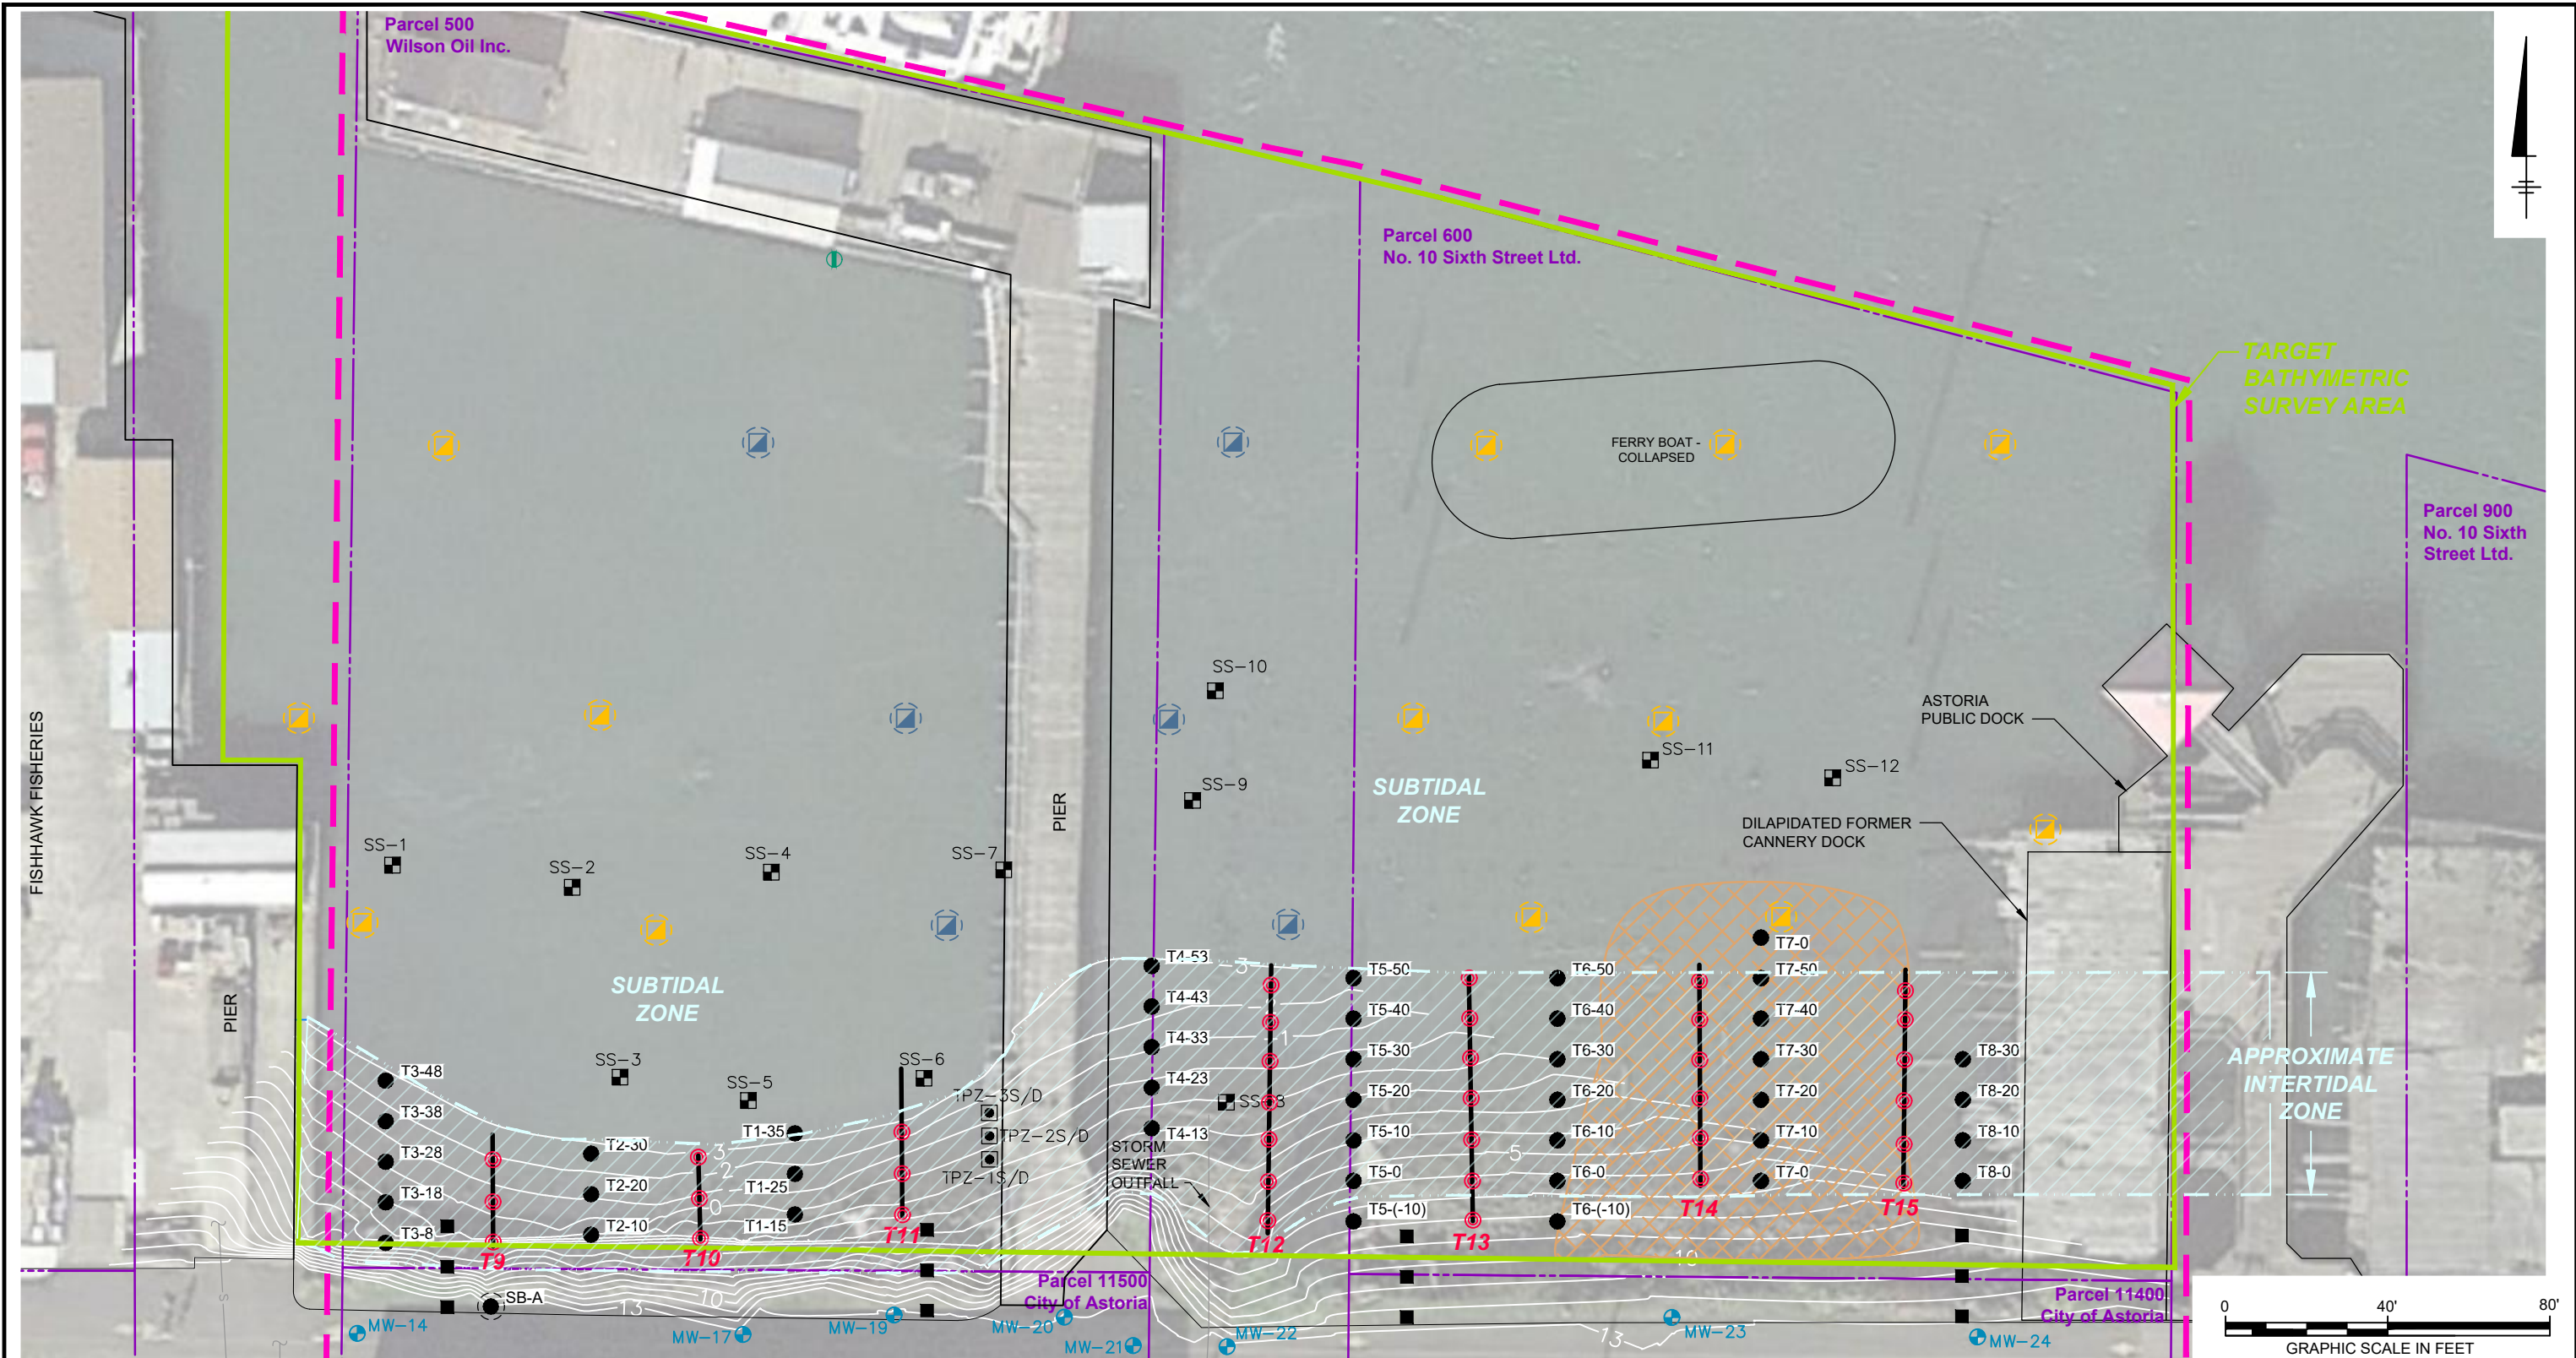 Parcel 500
Wilson Oil Inc.
Parcel 600
No. 10 Sixth Street Ltd.
TARGET
BATHYMETRIC
SURVEY AREA
FERRY BOAT -
COLLAPSED
Parcel 900
No. 10 Sixth
Street Ltd.
FISHHAWK FISHERIES
PIER
PIER
SS-10
SS-11
SS-12
SS-9
ASTORIA
PUBLIC DOCK
SUBTIDAL
ZONE
DILAPIDATED FORMER
CANNERY DOCK
SS-1
SS-2
SS-4
SS-7
SUBTIDAL
ZONE
T4-53
3
T5-50
T6-50
T7-0
T7-50
T4-43
T5-40
T6-40
T7-40
T4-33
1
T5-30
T6-30
T7-30
T8-30
APPROXIMATE
INTERTIDAL
ZONE
SS-3
SS-5
SS-6
T3-48
T3-38
T3-28
T3-18
T3-8
T4-23
T4-13
SS-8
T5-20
T6-20
T7-20
T8-20
TPZ-3S/D
TPZ-2S/D
TPZ-1S/D
T1-35
T1-25
T1-15
T2-30
T2-20
T2-10
3
2
0
STORM
SEWER
OUTFALL
T5-10
5
T6-10
T7-10
T8-10
T5-0
T6-0
T7-0
T8-0
T5-(-10)
T6-(-10)
T9
T10
T11
T12
T13
T14
T15
10
Parcel 11500
City of Astoria
Parcel 11400
City of Astoria
SB-A
13
10
13
MW-14
MW-17
MW-19
MW-20
MW-21
MW-22
MW-23
MW-24
0
40'
80'
GRAPHIC SCALE IN FEET